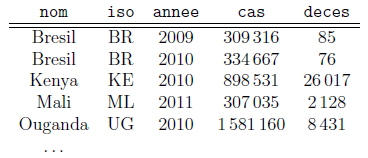 nom iso annee cas deces
Bresil BR 2009 309 316 85
Bresil BR 2010 334 667 76
Kenya KE 2010 898 531 26 017
Mali ML 2011 307 035 2 128
Ouganda UG 2010 1 581 160 8 431
...